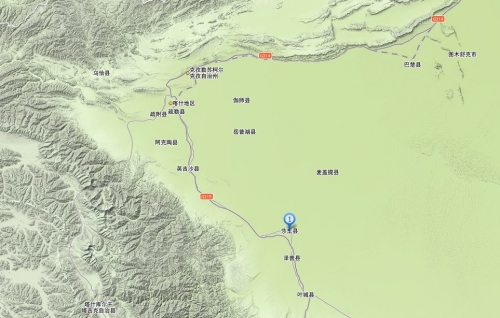 G314
图木舒克市
巴楚县
G314
克孜勒苏柯尔
克孜自治州
乌恰县
喀什地区
伽师县
疏勒县
疏附县
岳普湖县
阿克陶县
英吉沙县
麦盖提县
G315
1
莎车县
泽普县
叶城县
塔什库尔干
塔吉克自治县